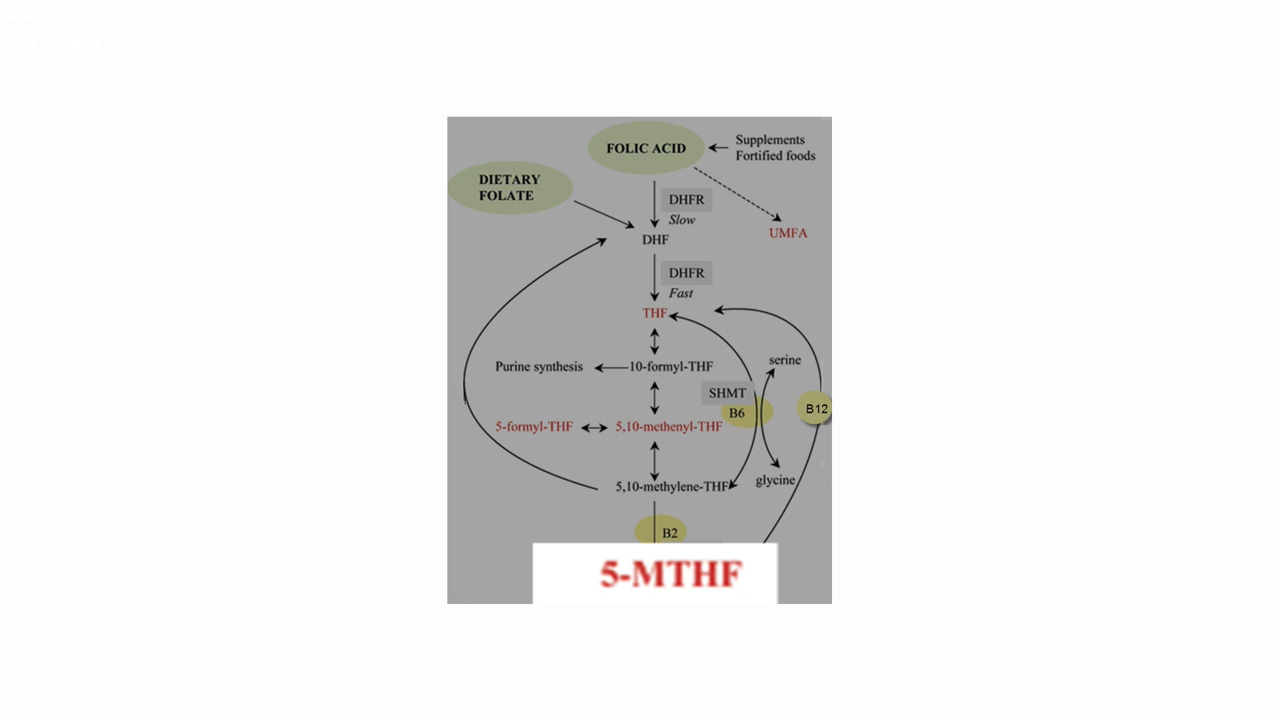 Text
FOLIC ACID
Supplements
Fortified foods
DIETARY
FOLATE
DHFR
Slow
UMFA
DHF
DHFR
Fast
THF
serine
Purine synthesis
10-formyl-THF
SHMT
B6
B12
5-formyl-THF
5,10-methenyl-THF
glycine
5,10-methylene-THF
B2
5-MTHF